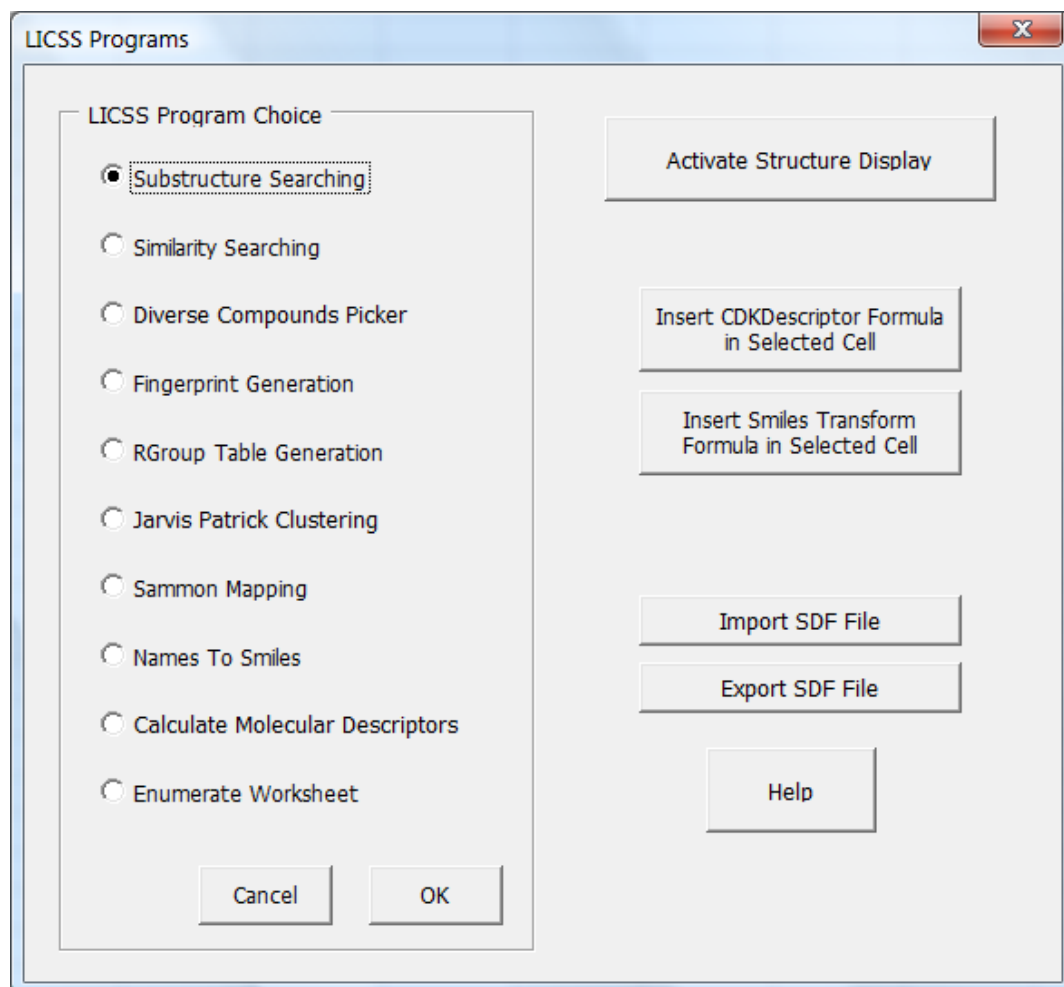 LICSS Programs
LICSS Program Choice
Substructure Searching
Similarity Searching
Diverse Compounds Picker
Fingerprint Generation
RGroup Table Generation
Jarvis Patrick Clustering
Sammon Mapping
Names To Smiles
Calculate Molecular Descriptors
Enumerate Worksheet
Cancel
OK
Activate Structure Display
Insert CDKDescriptor Formula
in Selected Cell
Insert Smiles Transform
Formula in Selected Cell
Import SDF File
Export SDF File
Help